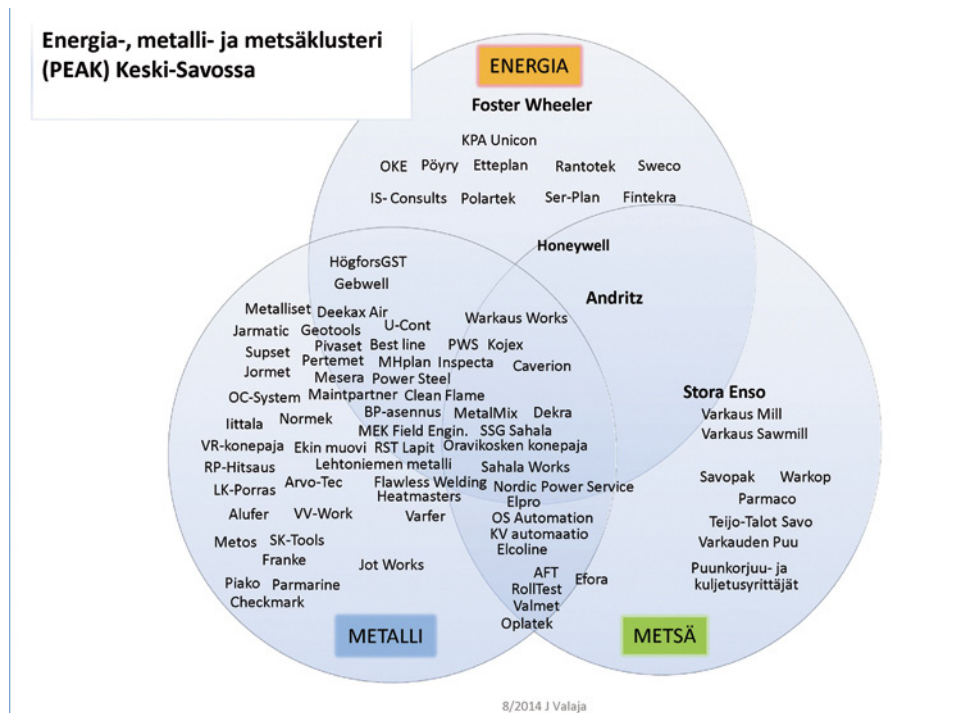 Energia-, metalli- ja metsäklusteri
(PEAK) Keski-Savossa
ENERGIA
Foster Wheeler
KPA Unicon
OKE Pöyry Etteplan Rantotek Sweco
IS- Consults Polartek Ser-Plan Fintekra
Honeywell
HögforsGST
Gebwell
Andritz
Metalliset Deekax Air
Warkaus Works
Jarmatic Geotools U-Cont
Pivaset Best line PWS Kojex
Supset Pertemet MHplan Inspecta Caverion
Jormet Mesera Power Steel
OC-System Maintpartner Clean Flame
Stora Enso
Varkaus Mill
Varkaus Sawmill
Iittala Normek BP-asennus MetalMix Dekra
MEK Field Engin. SSG Sahala
VR-konepaja Ekin muovi RST Lapit Oravikosken konepaja
RP-Hitsaus Lehtoniemen metalli Sahala Works
LK-Porras Arvo-Tec Flawless Welding Nordic Power Service
Heatmasters Elpro
Savopak Warkop
Parmaco
Alufer VV-Work Varfer OS Automation
Teijo-Talot Savo
KV automaatio
Metos SK-Tools Elcoline
Varkauden Puu
Franke Jot Works
AFT Efora
Puunkorjuu- ja
kuljetusyrittäjät
Piako Parmarine RollTest
Checkmark Valmet
Oplatek
METALLI
METSÄ
8/2014 J Valaja